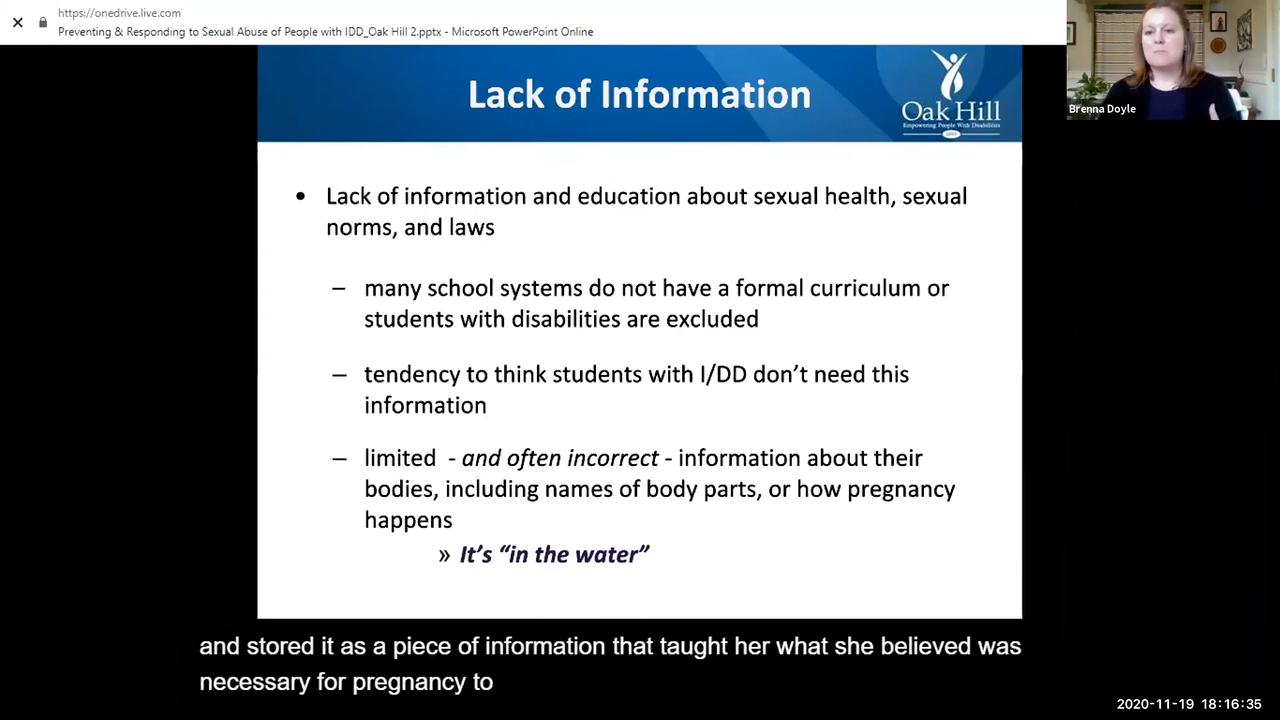 https://onedrive.live.com
Preventing & Responding to Sexual Abuse of People with IDD_Oak Hill 2.pptx - Microsoft PowerPoint Online
Brenna Doyle
Lack of Information
Oak Hill
Empowering People With Disabilities
• Lack of information and education about sexual health, sexual
norms, and laws
– many school systems do not have a formal curriculum or
students with disabilities are excluded
– tendency to think students with I/DD don’t need this
information
– limited - and often incorrect - information about their
bodies, including names of body parts, or how pregnancy
happens
» It’s “in the water”
and stored it as a piece of information that taught her what she believed was
necessary for pregnancy to
2020-11-19 18:16:35